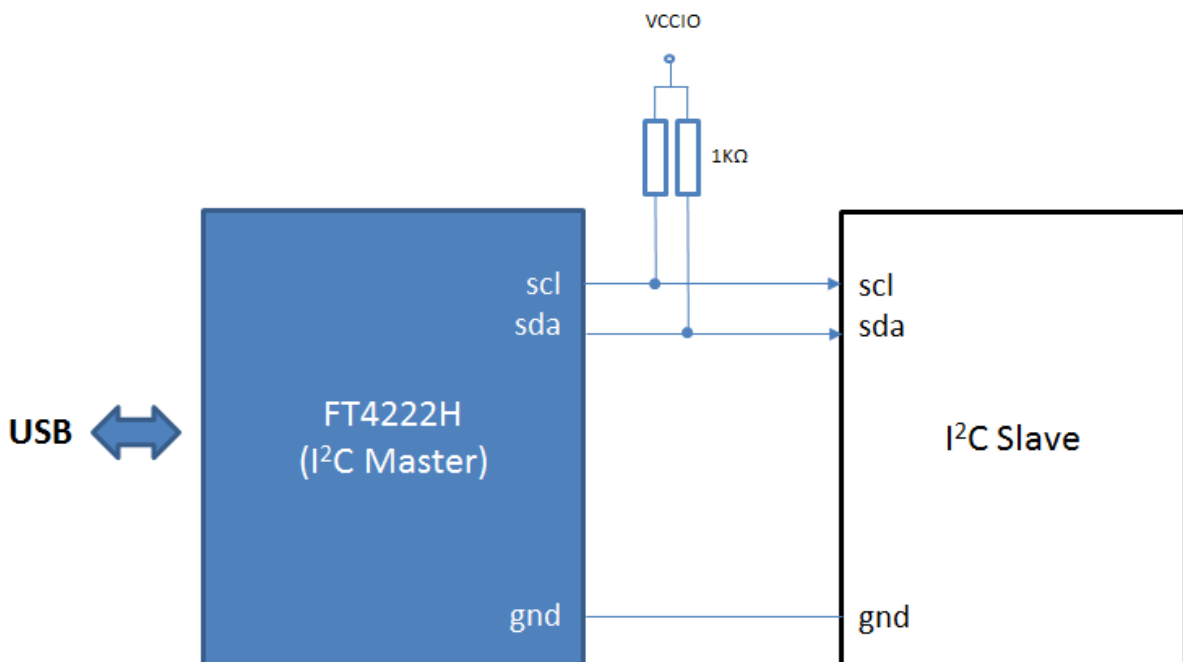 VCCIO
1KΩ
scl
sda
scl
sda
USB
FT4222H
(I²C Master)
I²C Slave
gnd
gnd